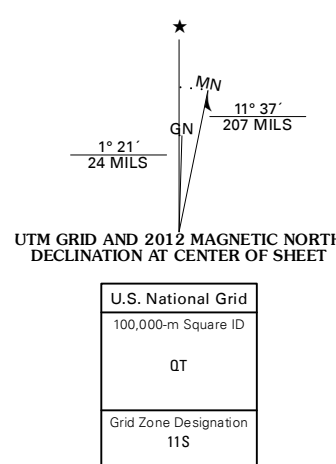 ★
MN
11° 37´
207 MILS
GN
1° 21´
24 MILS
UTM GRID AND 2012 MAGNETIC NORTH
DECLINATION AT CENTER OF SHEET
U.S. National Grid
100,000-m Square ID
QT
Grid Zone Designation
11S